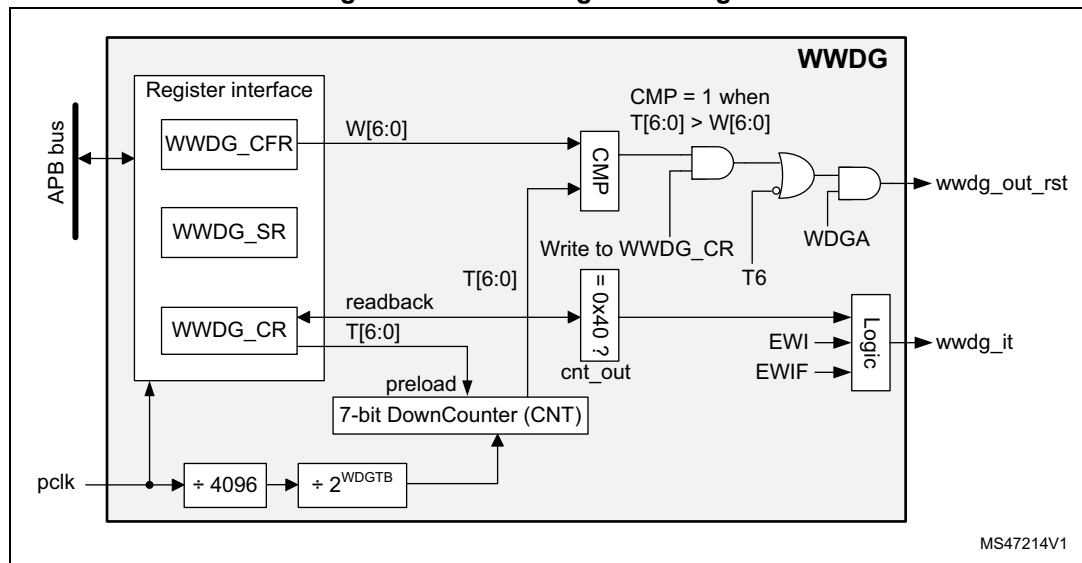 WWDG
Register interface
CMP = 1 when
T[6:0] > W[6:0]
APB bus
WWDG_CFR
W[6:0]
CMP
wwdg_out_rst
WWDG_SR
Write to WWDG_CR
WDGA
T6
T[6:0]
readback
= 0x40 ?
WWDG_CR
T[6:0]
Logic
EWI
wwdg_it
cnt_out
EWIF
preload
7-bit DownCounter (CNT)
pclk
÷ 4096
÷ 2^WDGTB
MS47214V1